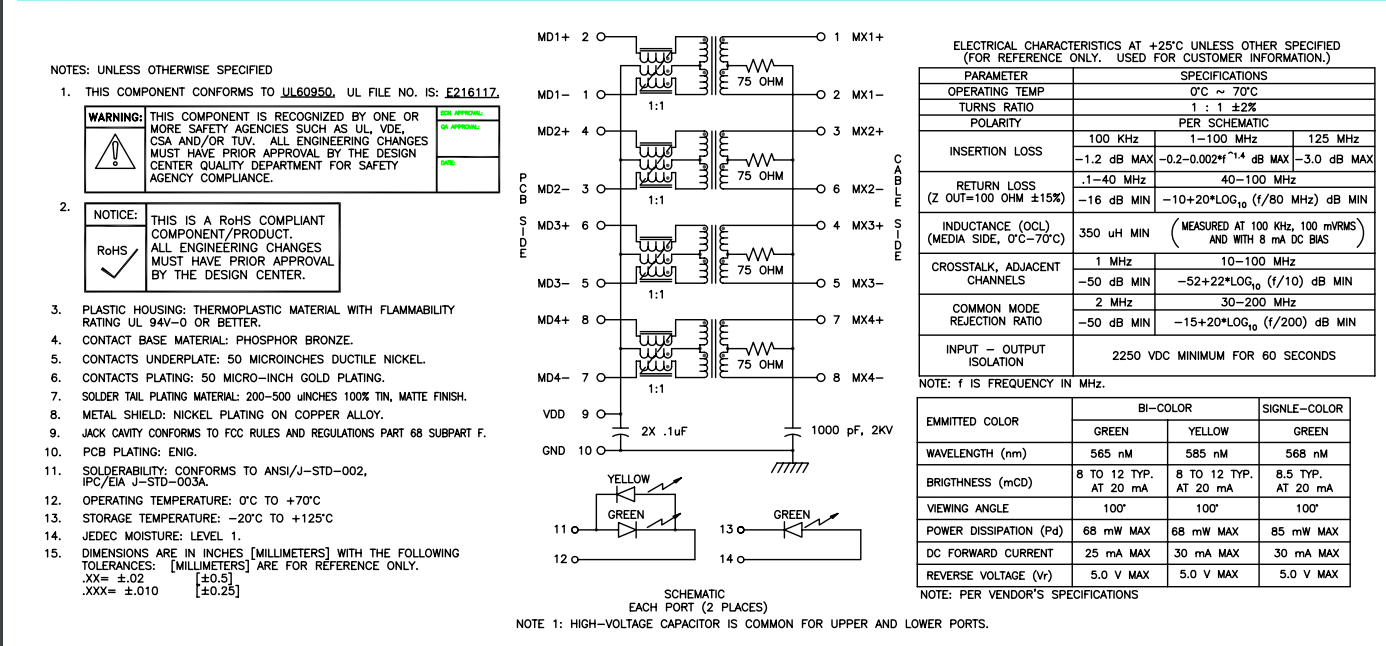 NOTES: UNLESS OTHERWISE SPECIFIED
1. THIS COMPONENT CONFORMS TO UL60950. UL FILE NO. IS: E216117.
WARNING:
THIS COMPONENT IS RECOGNIZED BY ONE OR
MORE SAFETY AGENCIES SUCH AS UL, VDE,
CSA AND/OR TUV. ALL ENGINEERING CHANGES
MUST HAVE PRIOR APPROVAL BY THE DESIGN
CENTER QUALITY DEPARTMENT FOR SAFETY
AGENCY COMPLIANCE.
ECN APPROVAL:
QA APPROVAL:
DATE:
2.
NOTICE:
RoHS
THIS IS A RoHS COMPLIANT
COMPONENT/PRODUCT.
ALL ENGINEERING CHANGES
MUST HAVE PRIOR APPROVAL
BY THE DESIGN CENTER.
3. PLASTIC HOUSING: THERMOPLASTIC MATERIAL WITH FLAMMABILITY
RATING UL 94V-0 OR BETTER.
4. CONTACT BASE MATERIAL: PHOSPHOR BRONZE.
5. CONTACTS UNDERPLATE: 50 MICROINCHES DUCTILE NICKEL.
6. CONTACTS PLATING: 50 MICRO-INCH GOLD PLATING.
7. SOLDER TAIL PLATING MATERIAL: 200-500 uINCHES 100% TIN, MATTE FINISH.
8. METAL SHIELD: NICKEL PLATING ON COPPER ALLOY.
9. JACK CAVITY CONFORMS TO FCC RULES AND REGULATIONS PART 68 SUBPART F.
10. PCB PLATING: ENIG.
11. SOLDERABILITY: CONFORMS TO ANSI/J-STD-002,
IPC/EIA J-STD-003A.
12. OPERATING TEMPERATURE: 0°C TO +70°C
13. STORAGE TEMPERATURE: -20°C TO +125°C
14. JEDEC MOISTURE: LEVEL 1.
15. DIMENSIONS ARE IN INCHES [MILLIMETERS] WITH THE FOLLOWING
TOLERANCES: [MILLIMETERS] ARE FOR REFERENCE ONLY.
.XX= ±.02 [±0.5]
.XXX= ±.010 [±0.25]
MD1+ 2 1 MX1+
75 OHM
MD1- 1 2 MX1-
1:1
MD2+ 4 3 MX2+
75 OHM
MD2- 3 6 MX2-
1:1
PCB SIDE
CABLE SIDE
MD3+ 6 4 MX3+
75 OHM
MD3- 5 5 MX3-
1:1
MD4+ 8 7 MX4+
75 OHM
MD4- 7 8 MX4-
1:1
VDD 9
2X .1uF
1000 pF, 2KV
GND 10
YELLOW
GREEN
11
12
GREEN
13
14
SCHEMATIC
EACH PORT (2 PLACES)
NOTE 1: HIGH-VOLTAGE CAPACITOR IS COMMON FOR UPPER AND LOWER PORTS.
ELECTRICAL CHARACTERISTICS AT +25°C UNLESS OTHER SPECIFIED
(FOR REFERENCE ONLY. USED FOR CUSTOMER INFORMATION.)
PARAMETER SPECIFICATIONS
OPERATING TEMP 0°C ~ 70°C
TURNS RATIO 1 : 1 ±2%
POLARITY PER SCHEMATIC
INSERTION LOSS
100 KHz 1-100 MHz 125 MHz
-1.2 dB MAX -0.2-0.002*f^1.4 dB MAX -3.0 dB MAX
RETURN LOSS
(Z OUT=100 OHM ±15%)
.1-40 MHz 40-100 MHz
-16 dB MIN -10+20*LOG10 (f/80 MHz) dB MIN
INDUCTANCE (OCL)
(MEDIA SIDE, 0°C-70°C)
350 uH MIN
(MEASURED AT 100 KHz, 100 mVRMS
AND WITH 8 mA DC BIAS)
CROSSTALK, ADJACENT
CHANNELS
1 MHz 10-100 MHz
-50 dB MIN -52+22*LOG10 (f/10) dB MIN
COMMON MODE
REJECTION RATIO
2 MHz 30-200 MHz
-50 dB MIN -15+20*LOG10 (f/200) dB MIN
INPUT - OUTPUT
ISOLATION
2250 VDC MINIMUM FOR 60 SECONDS
NOTE: f IS FREQUENCY IN MHz.
EMMITTED COLOR
BI-COLOR SIGNLE-COLOR
GREEN YELLOW GREEN
WAVELENGTH (nm) 565 nM 585 nM 568 nM
BRIGTHNESS (mCD)
8 TO 12 TYP. 8 TO 12 TYP. 8.5 TYP.
AT 20 mA AT 20 mA AT 20 mA
VIEWING ANGLE 100° 100° 100°
POWER DISSIPATION (Pd) 68 mW MAX 68 mW MAX 85 mW MAX
DC FORWARD CURRENT 25 mA MAX 30 mA MAX 30 mA MAX
REVERSE VOLTAGE (Vr) 5.0 V MAX 5.0 V MAX 5.0 V MAX
NOTE: PER VENDOR'S SPECIFICATIONS